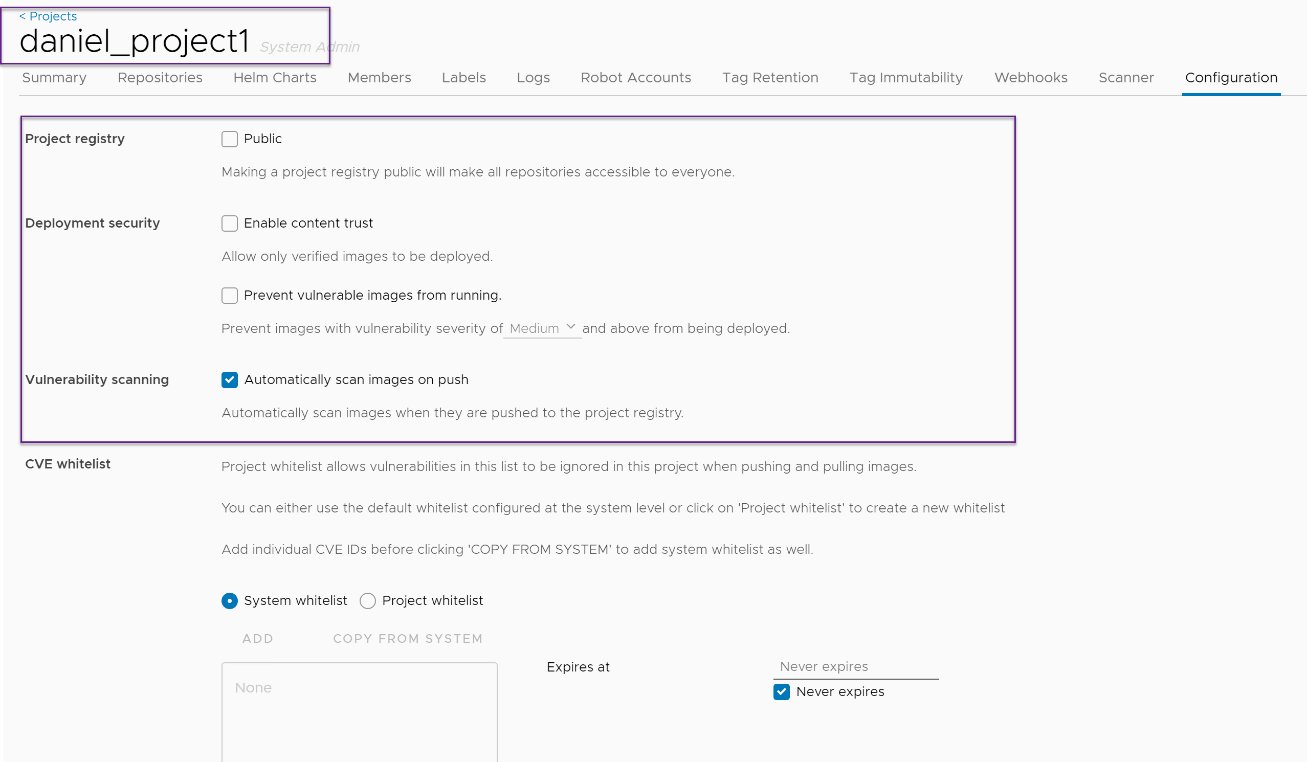 < Projects
daniel_project1 System Admin
Summary Repositories Helm Charts Members Labels Logs Robot Accounts Tag Retention Tag Immutability Webhooks Scanner Configuration
Project registry Public
Making a project registry public will make all repositories accessible to everyone.
Deployment security Enable content trust
Allow only verified images to be deployed.
Prevent vulnerable images from running.
Prevent images with vulnerability severity of Medium and above from being deployed.
Vulnerability scanning Automatically scan images on push
Automatically scan images when they are pushed to the project registry.
CVE whitelist Project whitelist allows vulnerabilities in this list to be ignored in this project when pushing and pulling images.
You can either use the default whitelist configured at the system level or click on 'Project whitelist' to create a new whitelist
Add individual CVE IDs before clicking 'COPY FROM SYSTEM' to add system whitelist as well.
System whitelist Project whitelist
ADD COPY FROM SYSTEM
Expires at Never expires
None Never expires